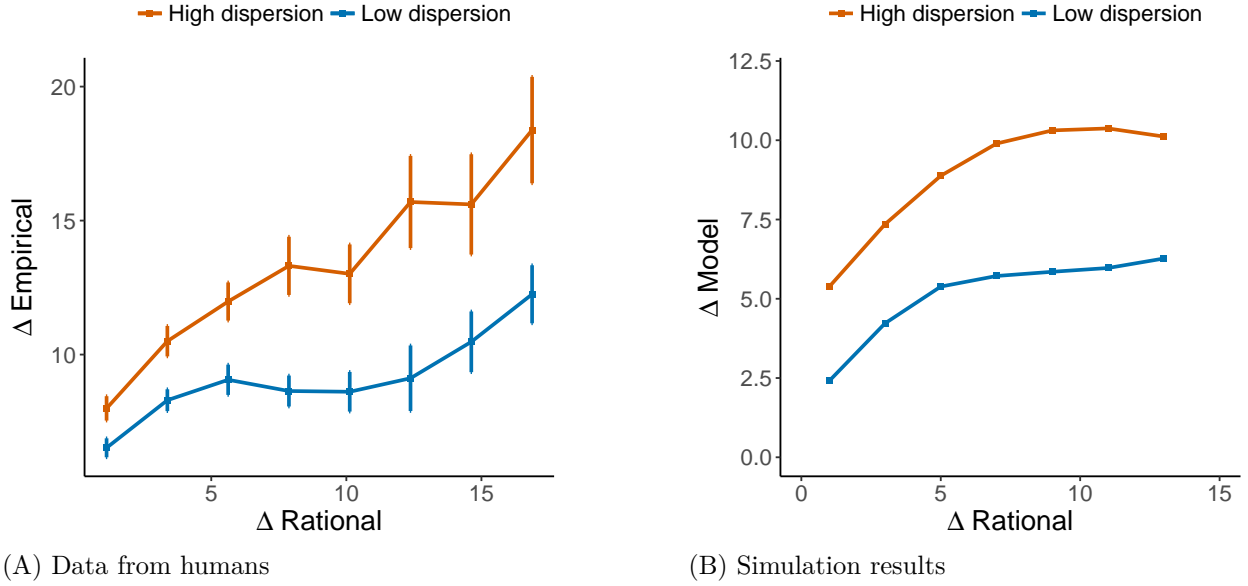 High dispersion Low dispersion
20
15
10
Δ Empirical
5 10 15
Δ Rational
(A) Data from humans
High dispersion Low dispersion
12.5
10.0
7.5
5.0
2.5
0.0
Δ Model
0 5 10 15
Δ Rational
(B) Simulation results